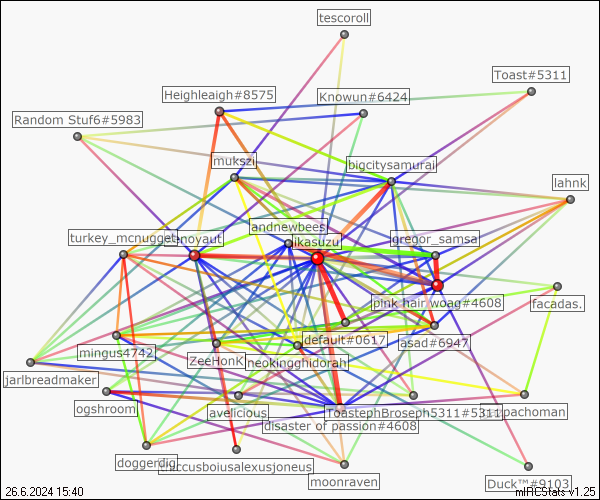 tescoroll
Toast#5311
Heighleaigh#8575
Knowun#6424
Random Stuf6#5983
mukszi
bigcitysamurai
lahnk
andnewbees
turkey_mcnugget
enoyaut
ikasuzu
gregor_samsa
pink hair woag#4608
facadas.
default#0617
asad#6947
mingus4742
ZeeHonk
neokingghidorah
jarlbreadmaker
ogshroom
avelicious
ToastephBroseph5311#5311
pachoman
disaster of passion#4608
doggerdig
baccusboiusalexusjoneus
moonraven
Duck™#9103
26.6.2024 15:40
mIRCStats v1.25